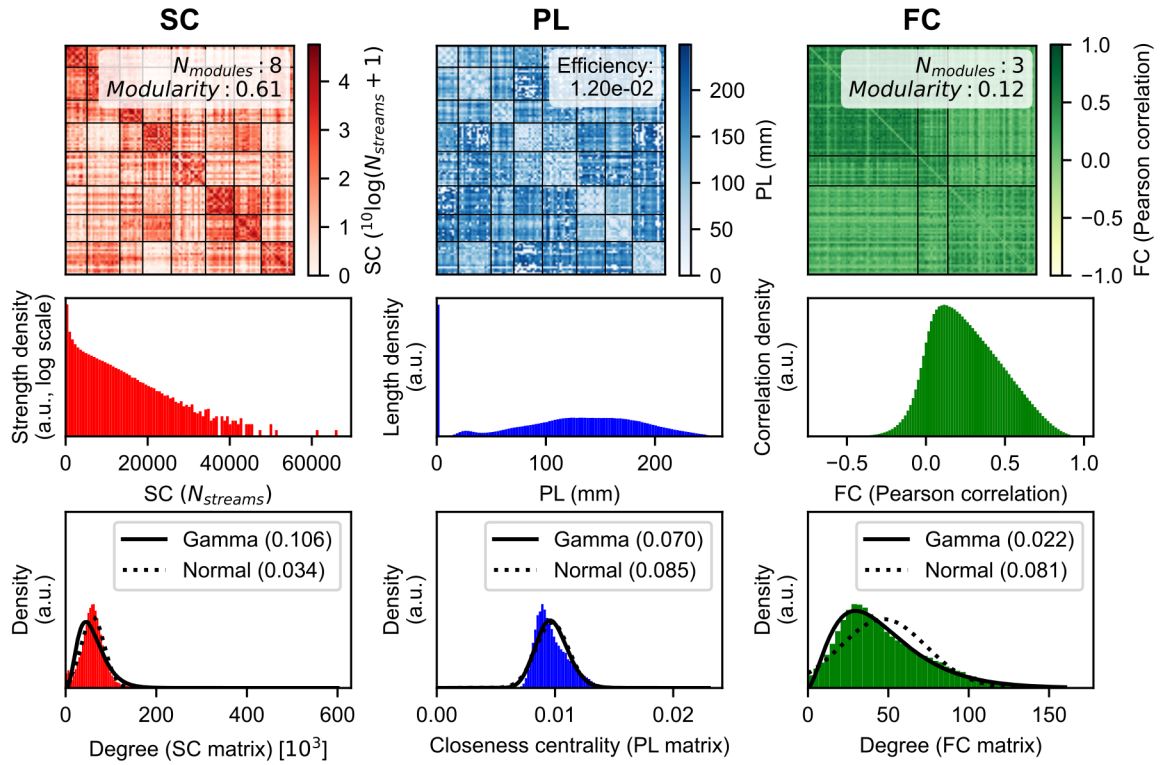 SC
PL
FC
N_modules : 8
Modularity : 0.61
4
3
2
1
0
SC (^10log(N_streams + 1)
Efficiency:
1.20e-02
200
150
100
50
0
PL (mm)
N_modules : 3
Modularity : 0.12
1.0
0.5
0.0
−0.5
−1.0
FC (Pearson correlation)
Strength density
(a.u., log scale)
0 20000 40000 60000
SC (N_streams)
Length density
(a.u.)
0 100 200
PL (mm)
Correlation density
(a.u.)
−0.5 0.0 0.5 1.0
FC (Pearson correlation)
Density
(a.u.)
Gamma (0.106)
Normal (0.034)
0 200 400 600
Degree (SC matrix) [10³]
Density
(a.u.)
Gamma (0.070)
Normal (0.085)
0.00 0.01 0.02
Closeness centrality (PL matrix)
Density
(a.u.)
Gamma (0.022)
Normal (0.081)
0 50 100 150
Degree (FC matrix)